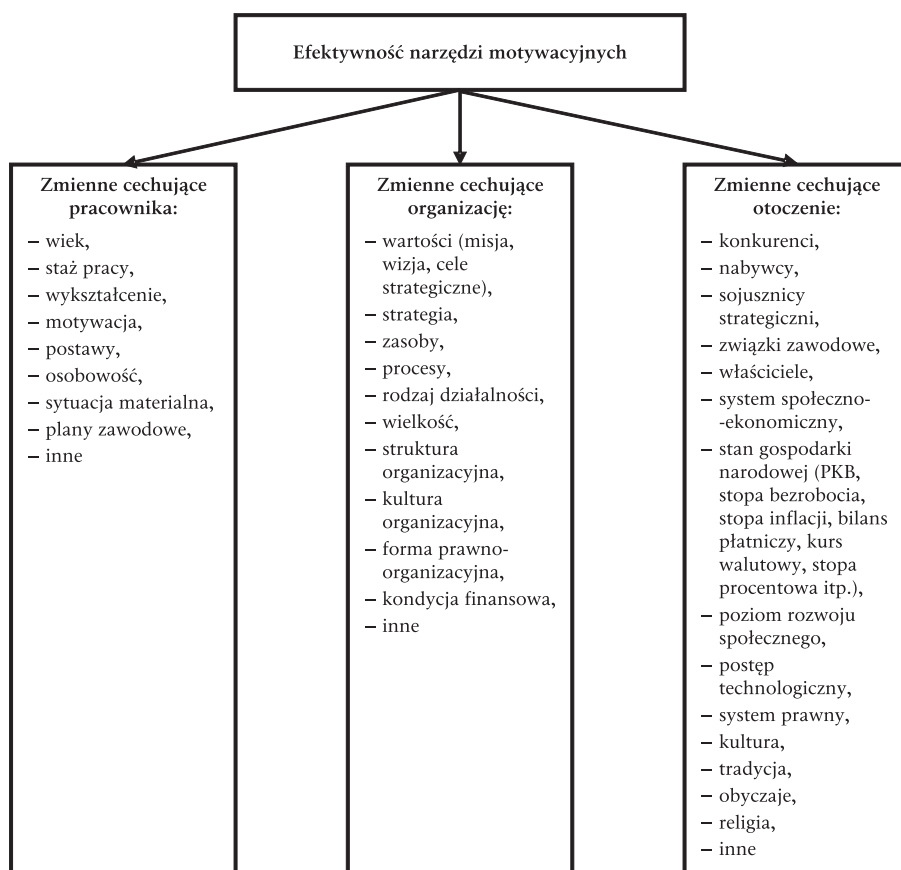 Efektywność narzędzi motywacyjnych
Zmienne cechujące
pracownika:
– wiek,
– staż pracy,
– wykształcenie,
– motywacja,
– postawy,
– osobowość,
– sytuacja materialna,
– plany zawodowe,
– inne
Zmienne cechujące
organizację:
– wartości (misja,
wizja, cele
strategiczne),
– strategia,
– zasoby,
– procesy,
– rodzaj działalności,
– wielkość,
– struktura
organizacyjna,
– kultura
organizacyjna,
– forma prawno-
organizacyjna,
– kondycja finansowa,
– inne
Zmienne cechujące
otoczenie:
– konkurenci,
– nabywcy,
– sojusznicy
strategiczni,
– związki zawodowe,
– właściciele,
– system społeczno-
-ekonomiczny,
– stan gospodarki
narodowej (PKB,
stopa bezrobocia,
stopa inflacji, bilans
płatniczy, kurs
walutowy, stopa
procentowa itp.),
– poziom rozwoju
społecznego,
– postęp
technologiczny,
– system prawny,
– kultura,
– tradycja,
– obyczaje,
– religia,
– inne